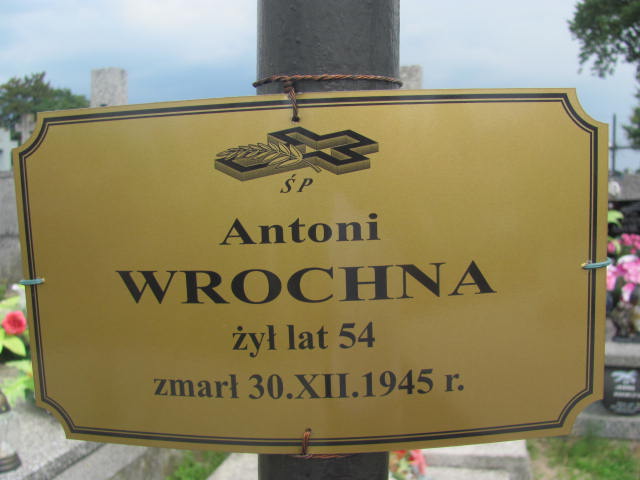 ŚP
Antoni
WROCHNA
żył lat 54
zmarł 30.XII.1945 r.